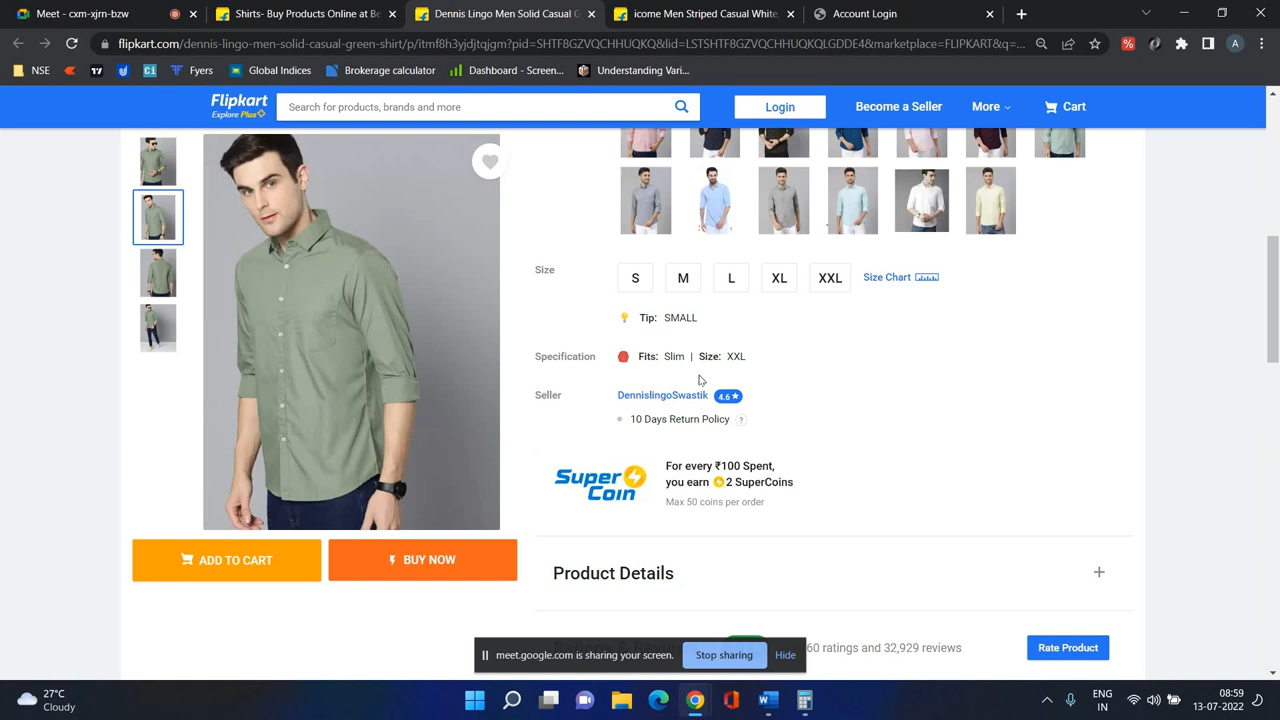 Meet - cxm-xjrn-bzw
Shirts- Buy Products Online at Be
Dennis Lingo Men Solid Casual G
icome Men Solid Casual White,
Account Login
flipkart.com/dennis-lingo-men-solid-casual-green-shirt/p/itmf8h3yjdjtqjgm?pid=SHTF8GZVQCHHUQKQ&lid=LSTSHTF8GZVQCHHUQKQLGDDE4&marketplace=FLIPKART&q=...
A
NSE
Fyers
Global Indices
Brokerage calculator
Dashboard - Screen...
Understanding Vari...
Flipkart
Explore Plus
Search for products, brands and more
Login
Become a Seller
More
Cart
Size
S
M
L
XL
XXL
Size Chart
Tip: SMALL
Specification
Fits: Slim | Size: XXL
Seller
DennislingoSwastik 4.6
10 Days Return Policy ?
Super Coin
For every ₹100 Spent,
you earn 2 SuperCoins
Max 50 coins per order
ADD TO CART
BUY NOW
Product Details
60 ratings and 32,929 reviews
Rate Product
meet.google.com is sharing your screen.
Stop sharing
Hide
27°C
Cloudy
ENG
IN
08:59
13-07-2022